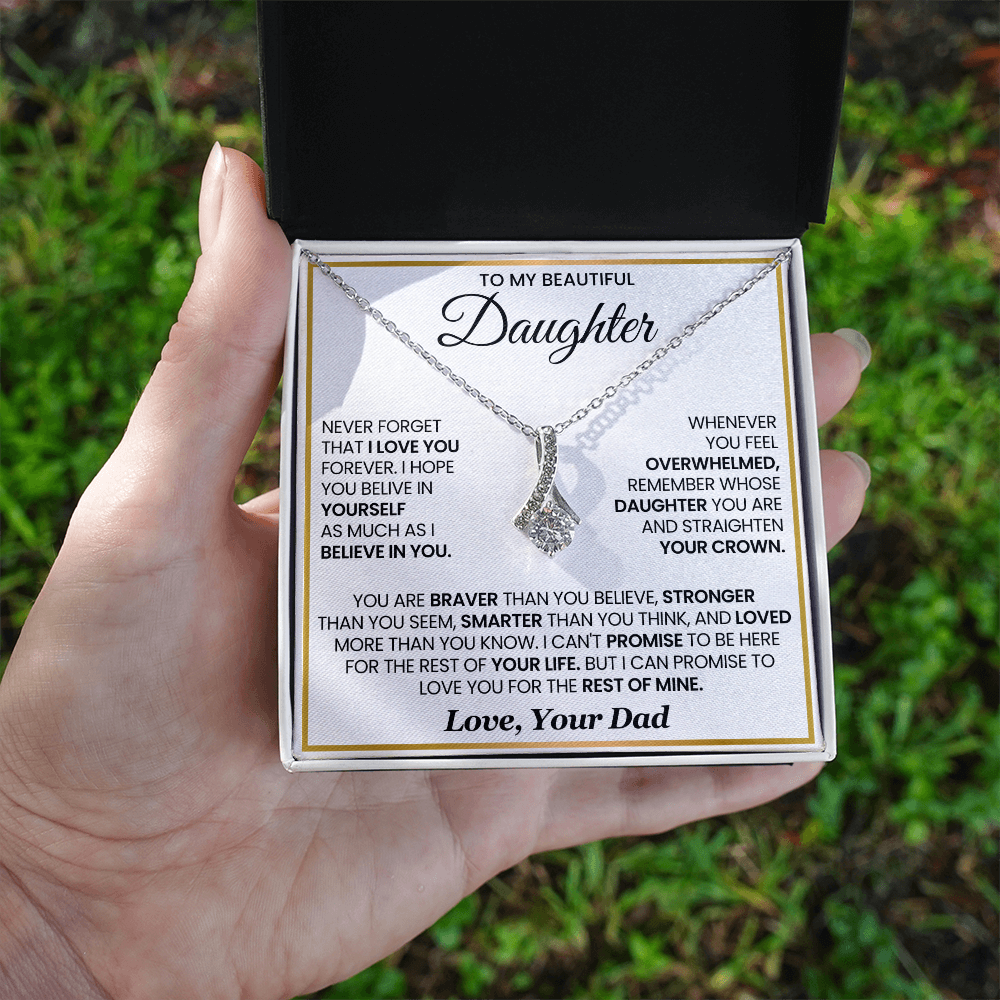 TO MY BEAUTIFUL
Daughter
NEVER FORGET
THAT I LOVE YOU
FOREVER. I HOPE
YOU BELIVE IN
YOURSELF
AS MUCH AS I
BELIEVE IN YOU.
WHENEVER
YOU FEEL
OVERWHELMED,
REMEMBER WHOSE
DAUGHTER YOU ARE
AND STRAIGHTEN
YOUR CROWN.
YOU ARE BRAVER THAN YOU BELIEVE, STRONGER
THAN YOU SEEM, SMARTER THAN YOU THINK, AND LOVED
MORE THAN YOU KNOW. I CAN'T PROMISE TO BE HERE
FOR THE REST OF YOUR LIFE. BUT I CAN PROMISE TO
LOVE YOU FOR THE REST OF MINE.
Love, Your Dad